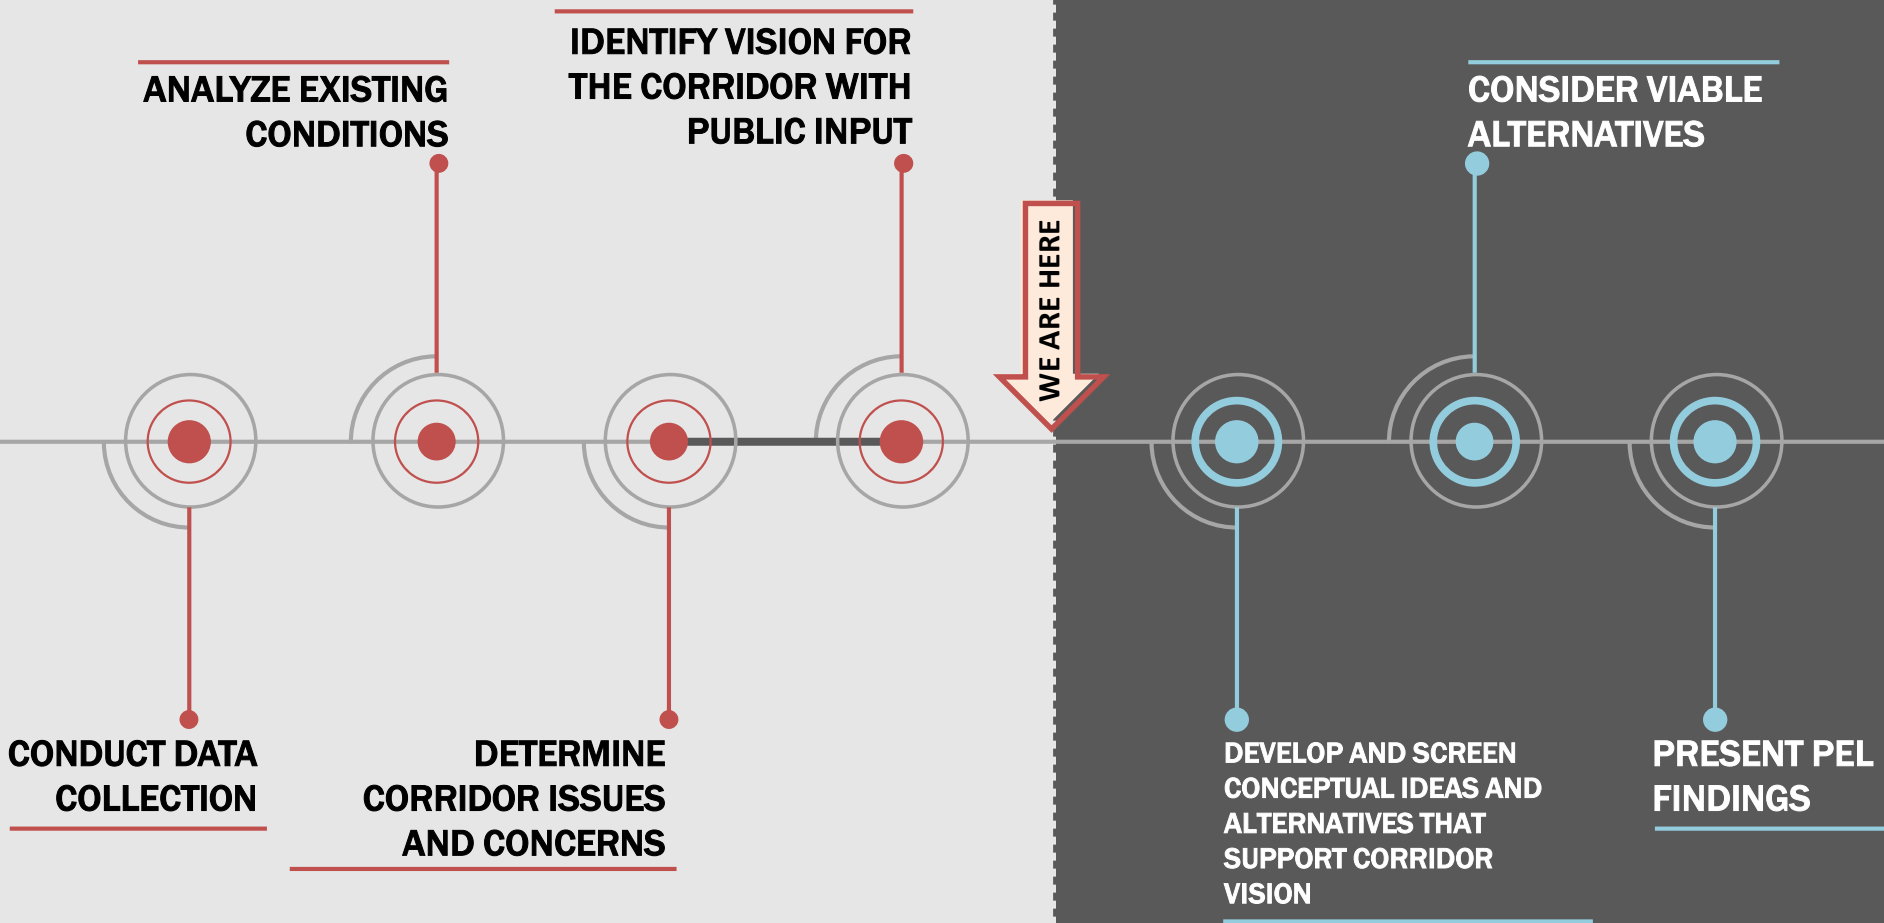 ANALYZE EXISTING
CONDITIONS
IDENTIFY VISION FOR
THE CORRIDOR WITH
PUBLIC INPUT
CONSIDER VIABLE
ALTERNATIVES
WE ARE HERE
CONDUCT DATA
COLLECTION
DETERMINE
CORRIDOR ISSUES
AND CONCERNS
DEVELOP AND SCREEN
CONCEPTUAL IDEAS AND
ALTERNATIVES THAT
SUPPORT CORRIDOR
VISION
PRESENT PEL
FINDINGS